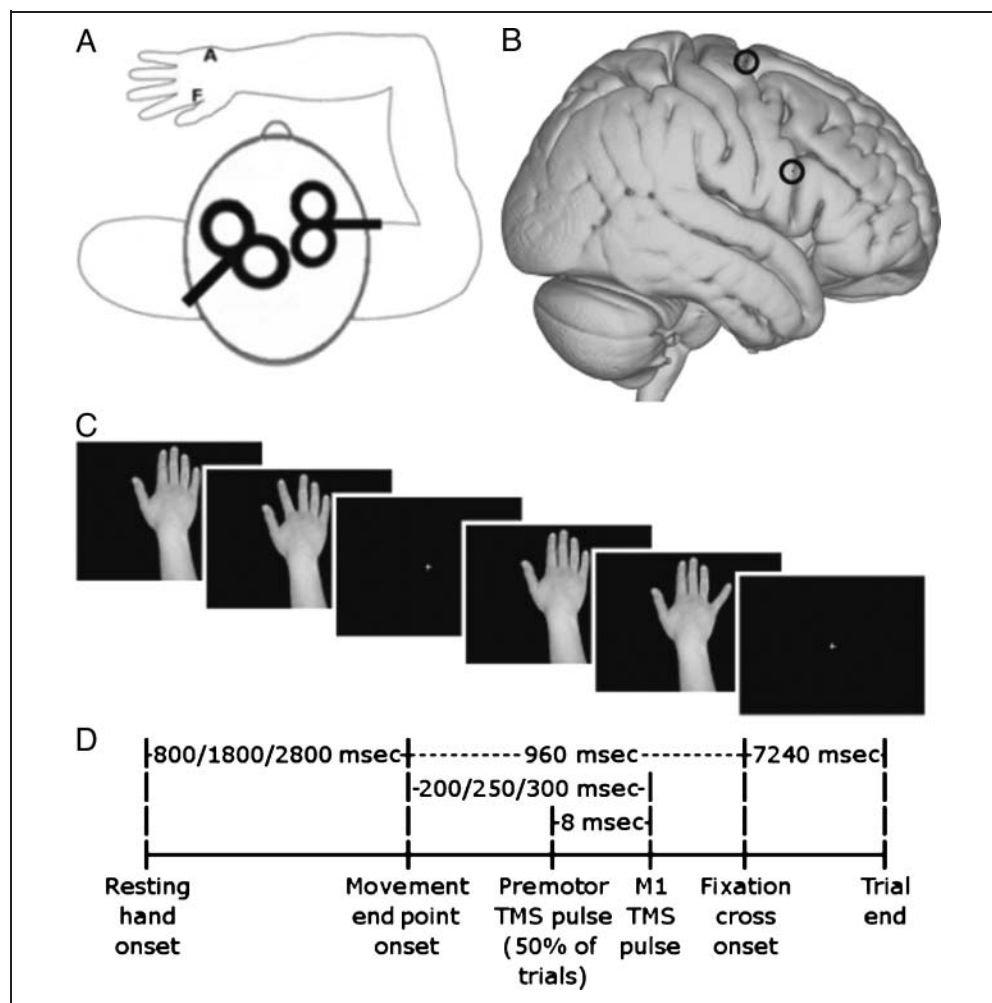 A
B
A
F
C
D
800/1800/2800 msec
960 msec
7240 msec
200/250/300 msec
8 msec
Resting
hand
onset
Movement
end point
onset
Premotor
TMS pulse
(50% of
trials)
M1
TMS
pulse
Fixation
cross
onset
Trial
end